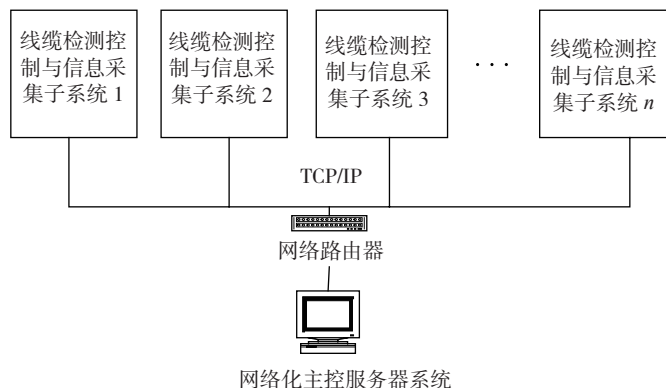 线缆检测控
制与信息采
集子系统 1
线缆检测控
制与信息采
集子系统 2
线缆检测控
制与信息采
集子系统 3
· · ·
线缆检测控
制与信息采
集子系统 n
TCP/IP
网络路由器
网络化主控服务器系统